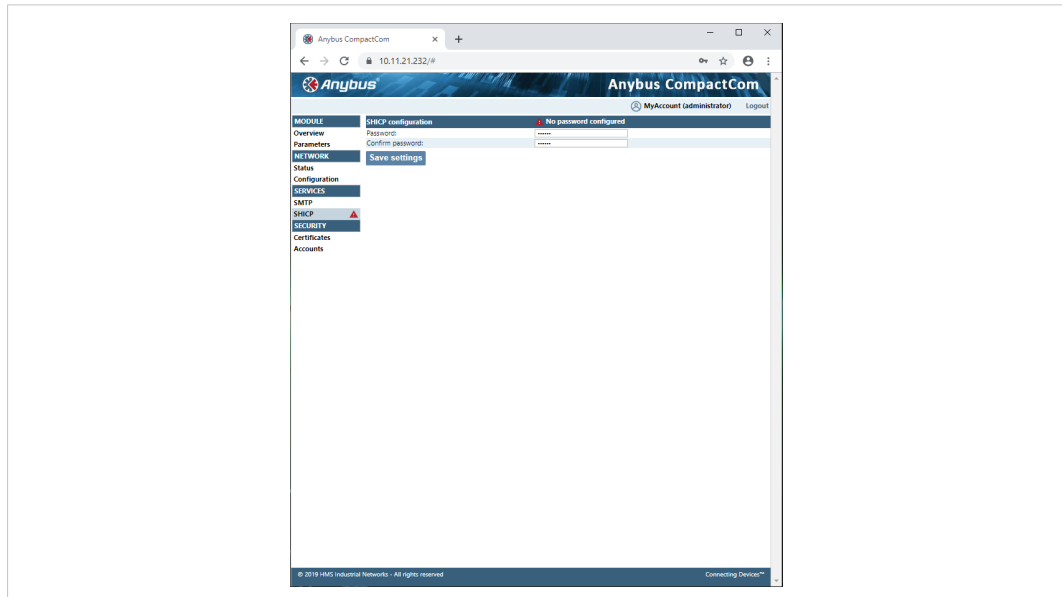 Anybus CompactCom
10.11.21.232/#
Anybus
Anybus CompactCom
MyAccount (administrator) Logout
MODULE
Overview
Parameters
NETWORK
Status
Configuration
SERVICES
SMTP
SHICP
SECURITY
Certificates
Accounts
SHICP configuration No password configured
Password: ••••••
Confirm password: ••••••
Save settings
© 2019 HMS Industrial Networks - All rights reserved Connecting Devices™